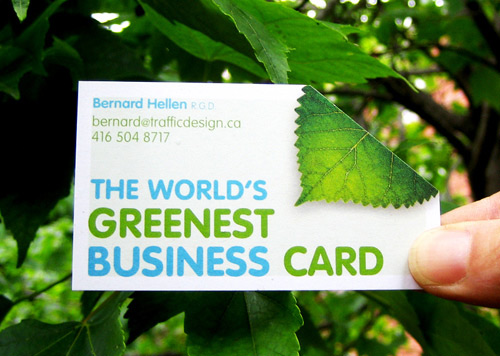 Bernard Hellen R.G.D.
bernard@trafficdesign.ca
416 504 8717
THE WORLD'S
GREENEST
BUSINESS CARD